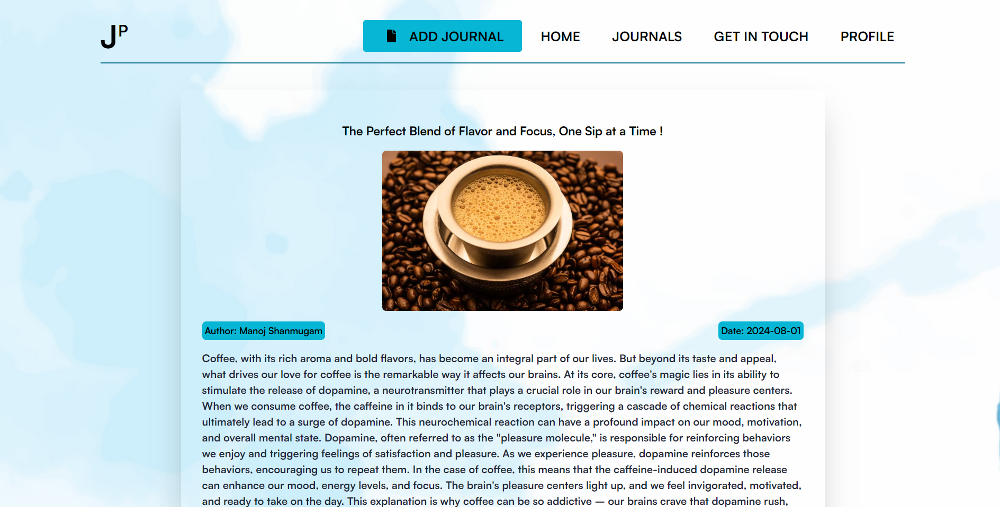 JP
ADD JOURNAL
HOME
JOURNALS
GET IN TOUCH
PROFILE
The Perfect Blend of Flavor and Focus, One Sip at a Time !
Author: Manoj Shanmugam
Date: 2024-08-01
Coffee, with its rich aroma and bold flavors, has become an integral part of our lives. But beyond its taste and appeal,
what drives our love for coffee is the remarkable way it affects our brains. At its core, coffee's magic lies in its ability to
stimulate the release of dopamine, a neurotransmitter that plays a crucial role in our brain's reward and pleasure centers.
When we consume coffee, the caffeine in it binds to our brain's receptors, triggering a cascade of chemical reactions that
ultimately lead to a surge of dopamine. This neurochemical reaction can have a profound impact on our mood, motivation,
and overall mental state. Dopamine, often referred to as the "pleasure molecule," is responsible for reinforcing behaviors
we enjoy and triggering feelings of satisfaction and pleasure. As we experience pleasure, dopamine reinforces those
behaviors, encouraging us to repeat them. In the case of coffee, this means that the caffeine-induced dopamine release
can enhance our mood, energy levels, and focus. The brain's pleasure centers light up, and we feel invigorated, motivated,
and ready to take on the day. This explanation is why coffee can be so addictive — our brains crave that dopamine rush,